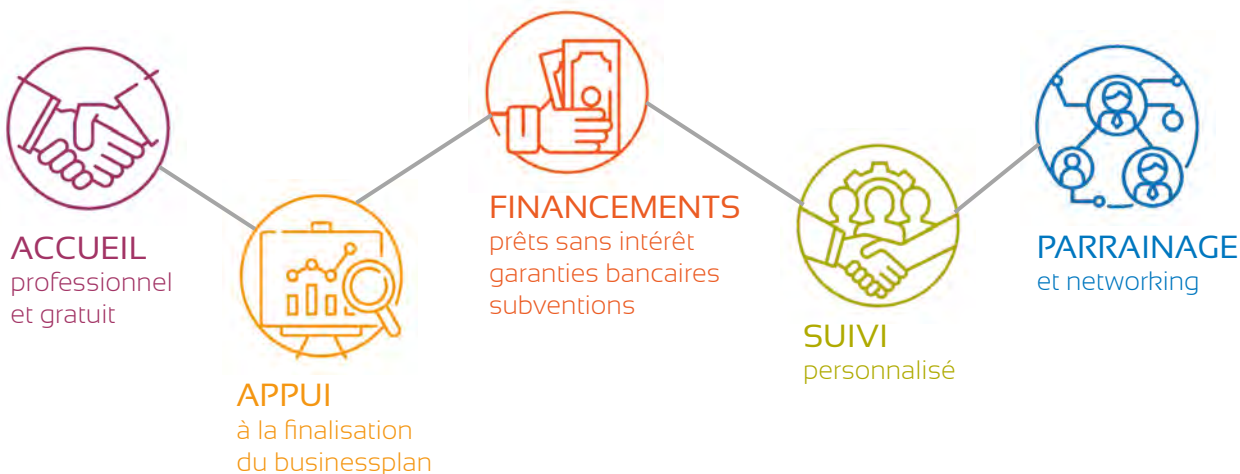 ACCUEIL
professionnel
et gratuit
APPUI
à la finalisation
du businessplan
FINANCEMENTS
prêts sans intérêt
garanties bancaires
subventions
SUIVI
personnalisé
PARRAINAGE
et networking